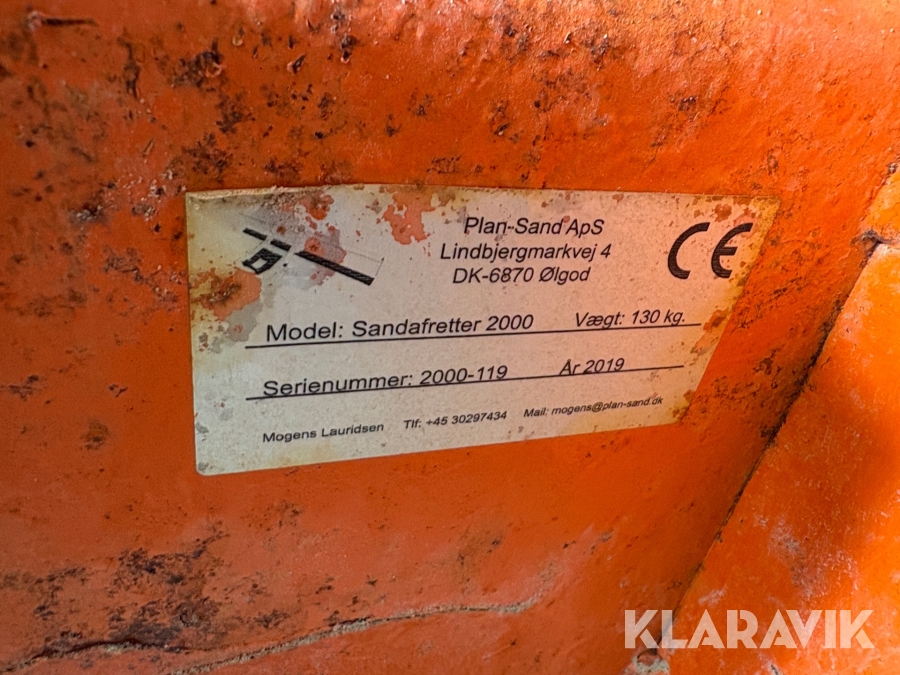 Plan-Sand ApS
Lindbjergmarkvej 4
DK-6870 Ølgod
CE
Model: Sandafretter 2000 Vægt: 130 kg.
Serienummer: 2000-119 År 2019
Mogens Lauridsen Tlf: +45 30297434 Mail: mogens@plan-sand.dk
KLARAVIK